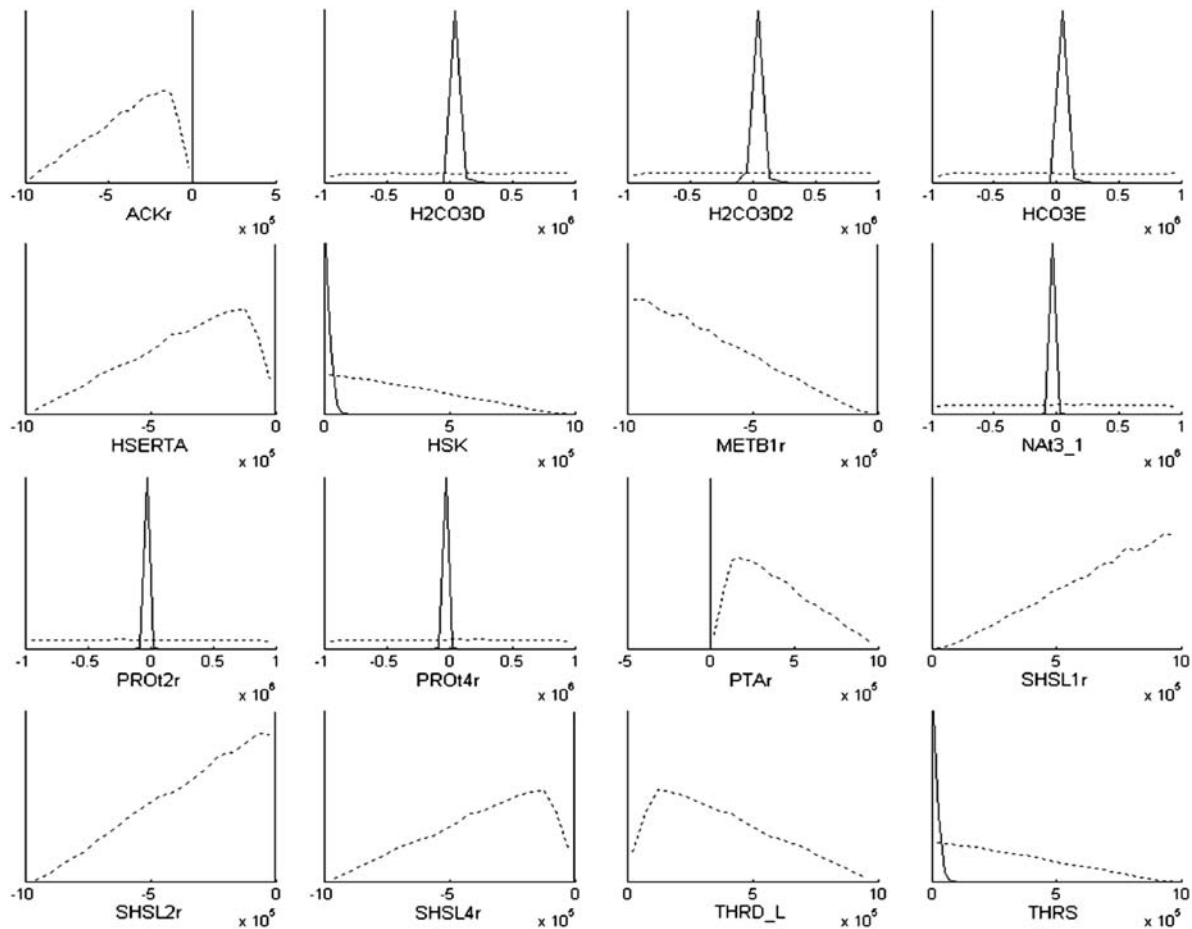 -10 -5 0 5 -1 -0.5 0 0.5 1 -1 -0.5 0 0.5 1 -1 -0.5 0 0.5 1
ACKr H2CO3D H2CO3D2 HCO3E
x 10^5 x 10^6 x 10^6 x 10^6
-10 -5 0 0 5 10 -10 -5 0 -1 -0.5 0 0.5 1
HSERTA HSK METB1r NAt3_1
x 10^5 x 10^5 x 10^5 x 10^6
-1 -0.5 0 0.5 1 -1 -0.5 0 0.5 1 -5 0 5 10 0 5 10
PROt2r PROt4r PTAr SHSL1r
x 10^6 x 10^6 x 10^5 x 10^5
-10 -5 0 -10 -5 0 0 5 10 0 5 10
SHSL2r SHSL4r THRD_L THRS
x 10^5 x 10^5 x 10^5 x 10^5